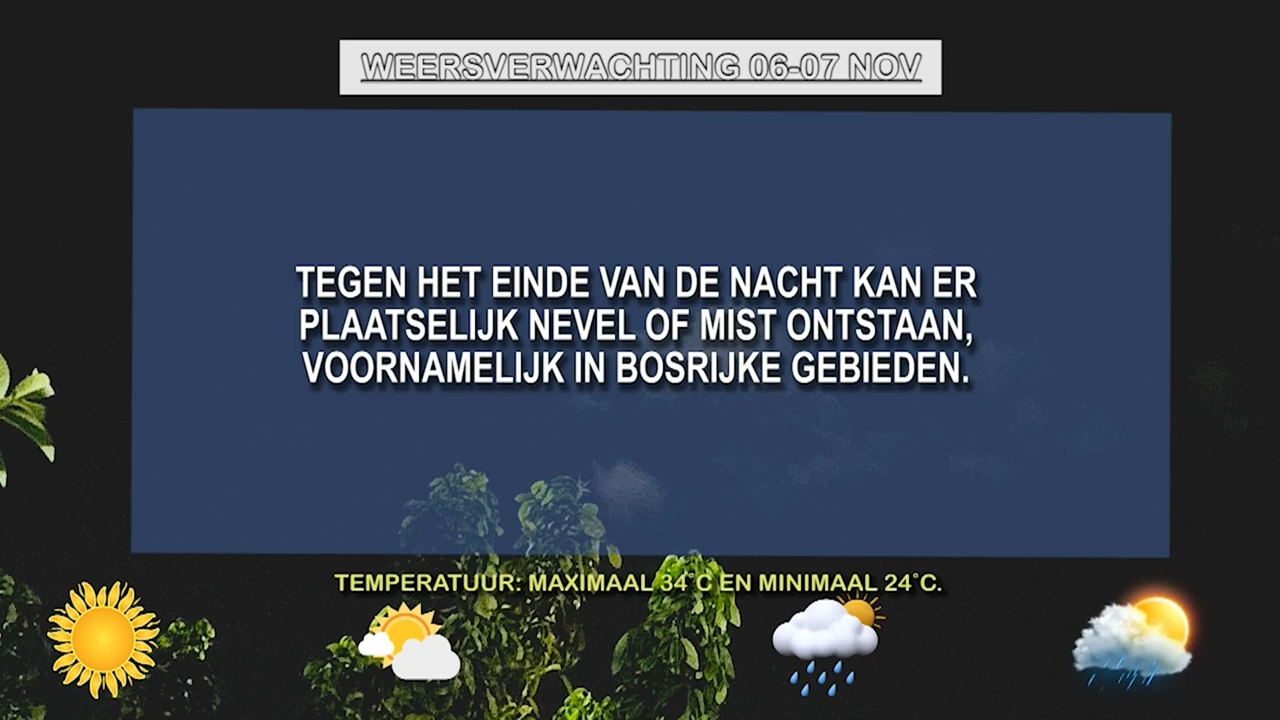 WEERSVERWACHTING 06-07 NOV
TEGEN HET EINDE VAN DE NACHT KAN ER
PLAATSELIJK NEVEL OF MIST ONTSTAAN,
VOORNAMELIJK IN BOSRIJKE GEBIEDEN.
TEMPERATUUR: MAXIMAAL 34°C EN MINIMAAL 24°C.